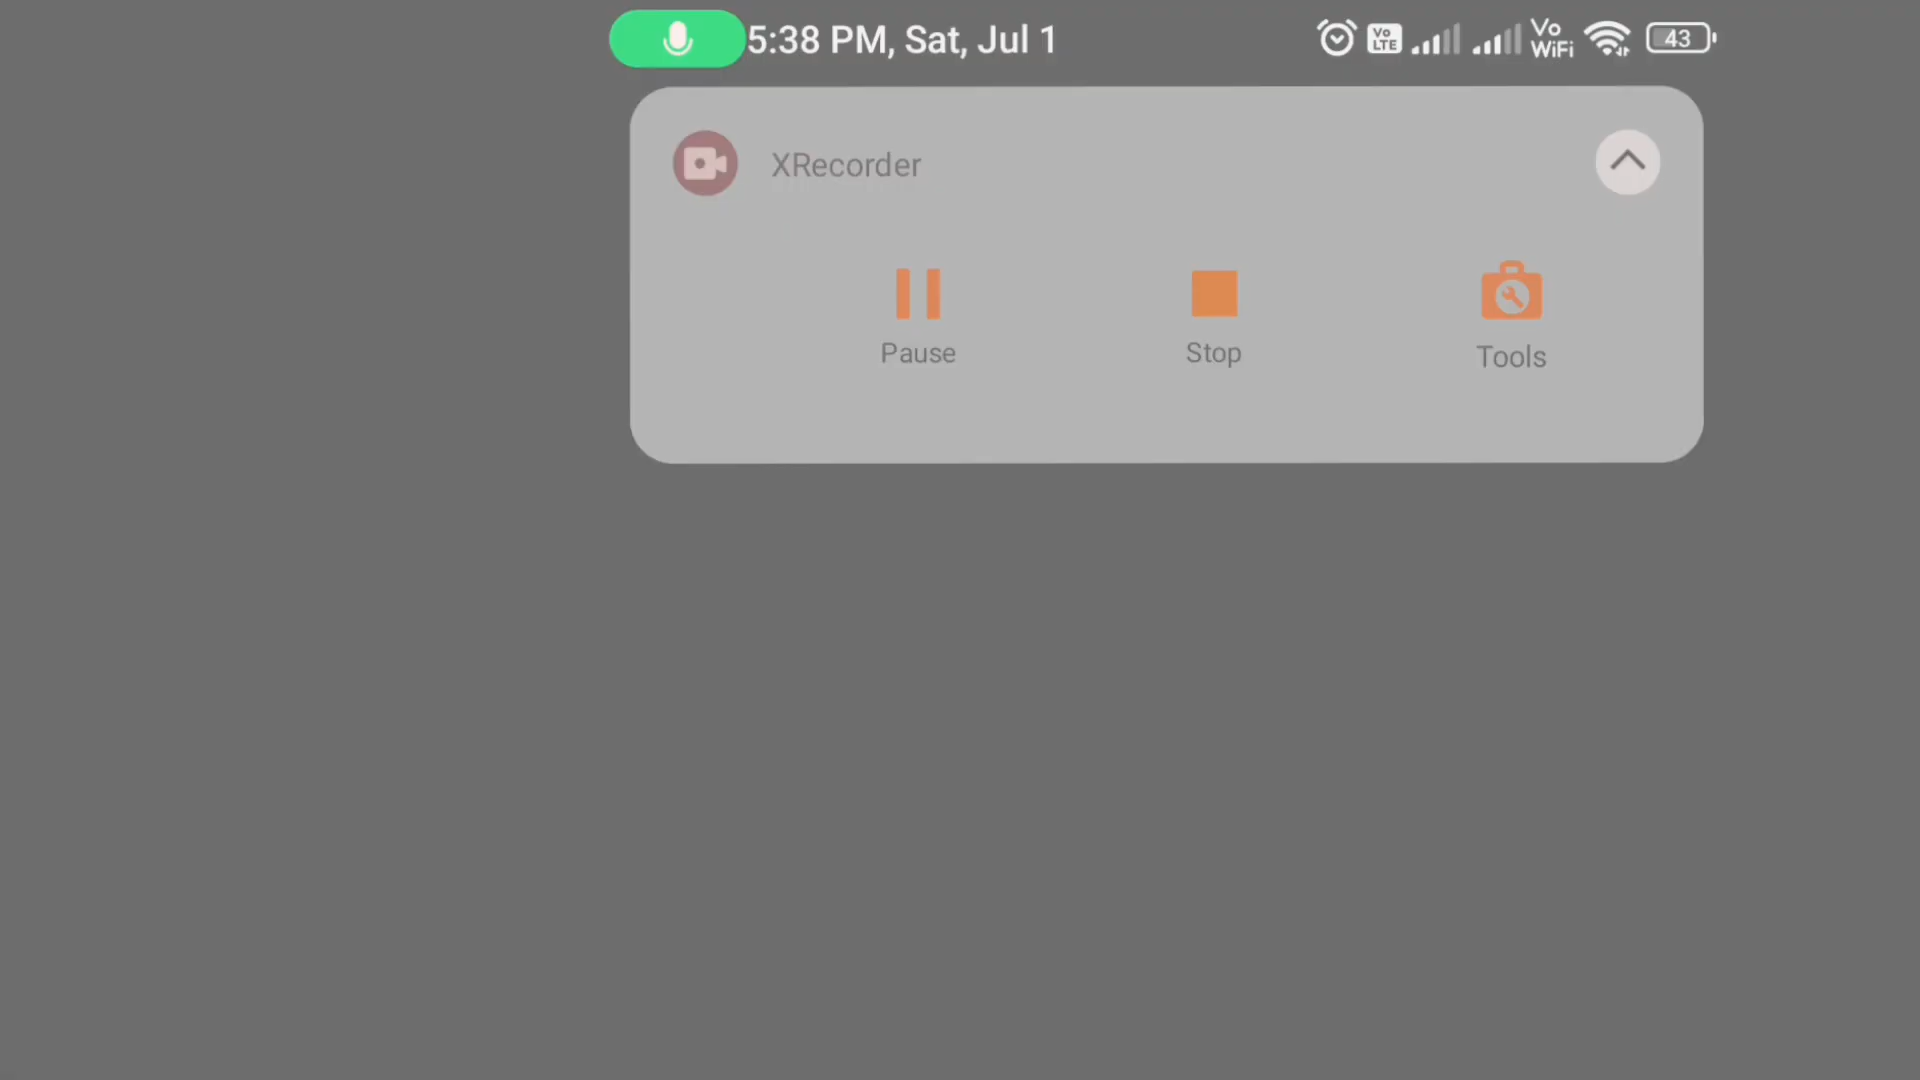 5:38 PM, Sat, Jul 1 Vo LTE Vo WiFi 43
XRecorder
Pause Stop Tools